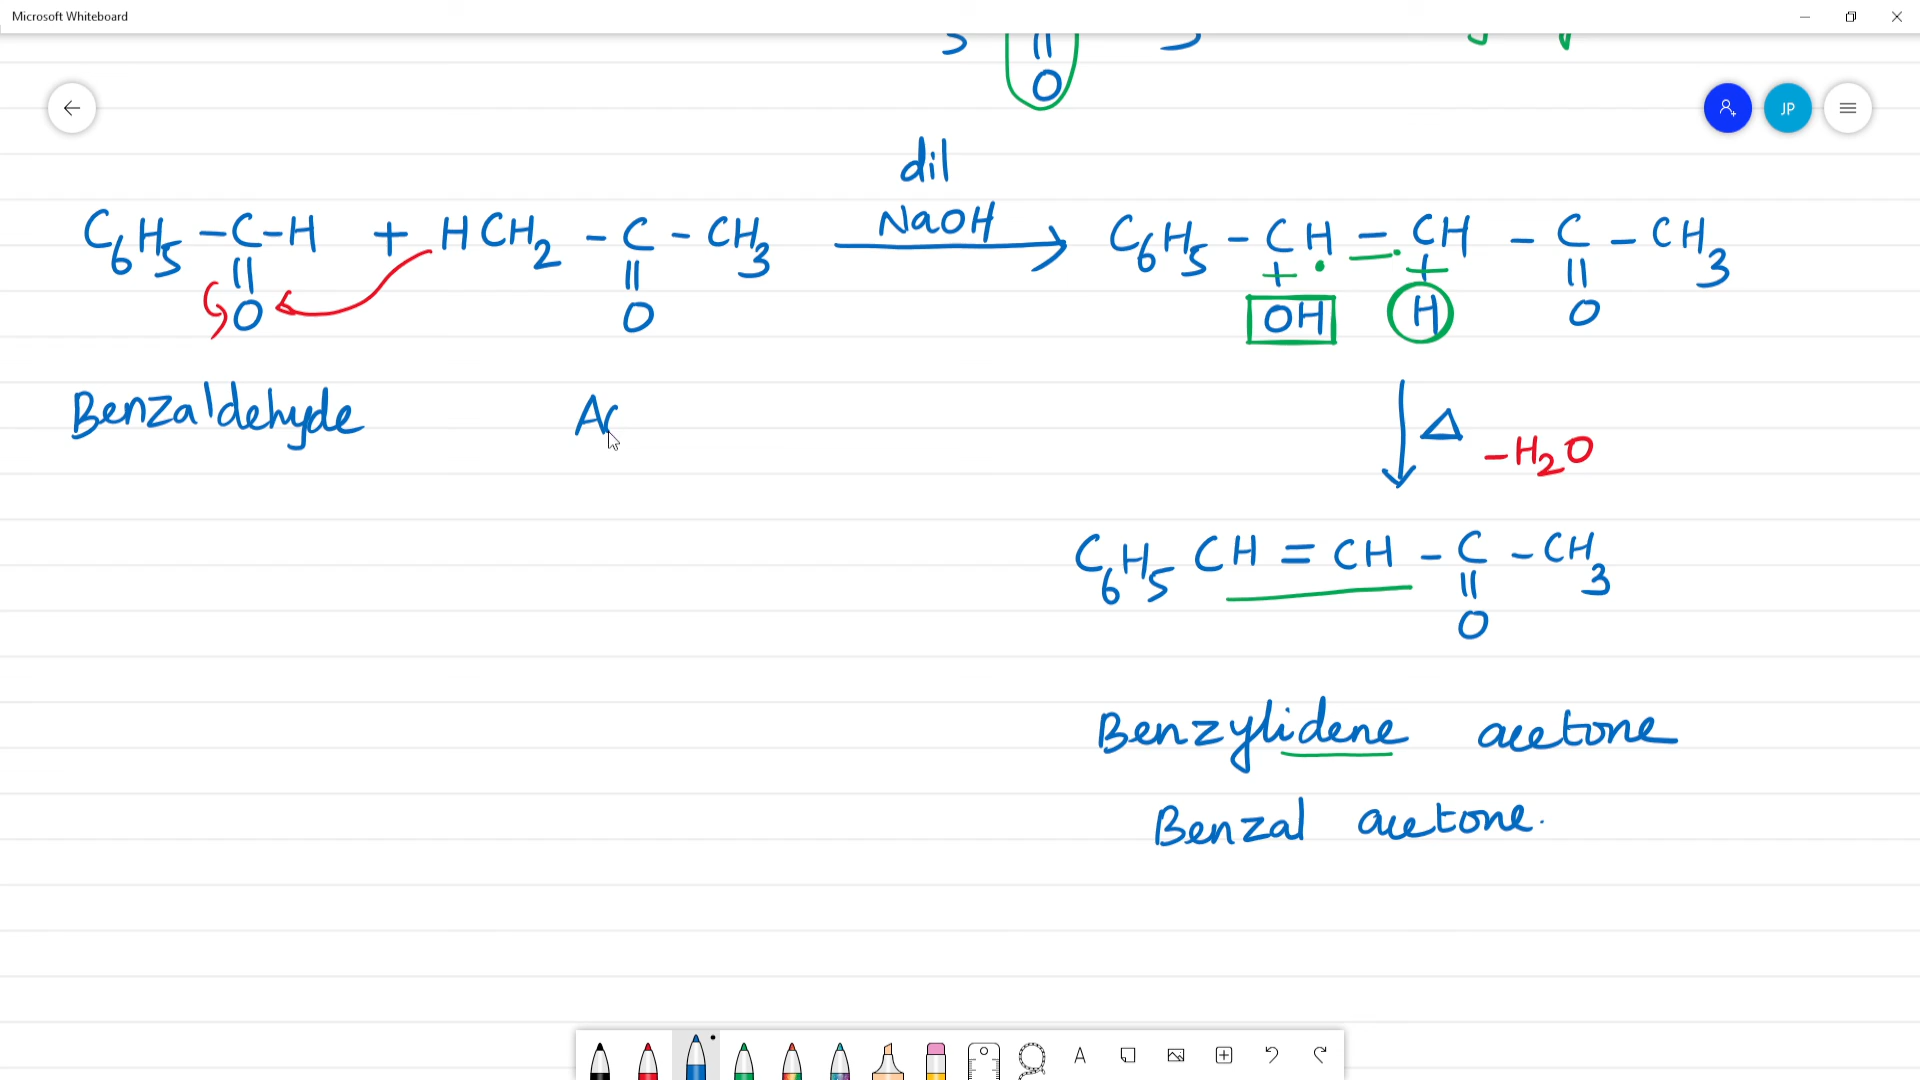 Microsoft Whiteboard
O
JP
dil
NaOH
C6H5 – C – H + HCH2 – C – CH3 → C6H5 – CH – CH – C – CH3
O O OH H O
Benzaldehyde Ac
Δ
–H2O
C6H5 CH = CH – C – CH3
O
Benzylidene acetone
Benzal acetone.
A